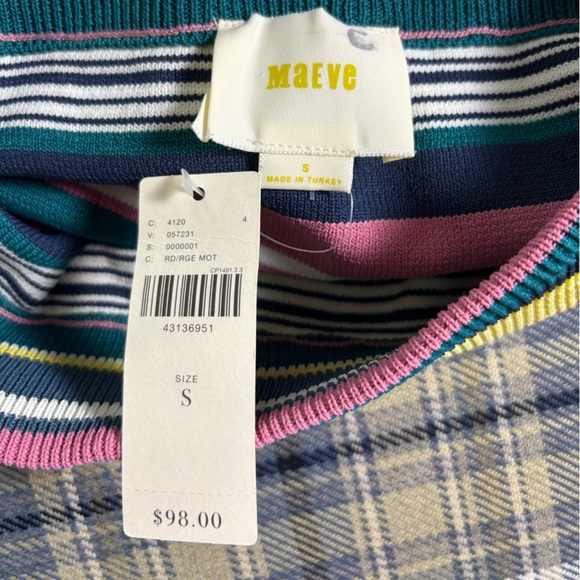 MaEVe
S
MADE IN TURKEY
C: 4120 4
V: 057231
S: 0000001
C: RD/RGE MOT
CP1491 3 3
43136951
SIZE
S
$98.00